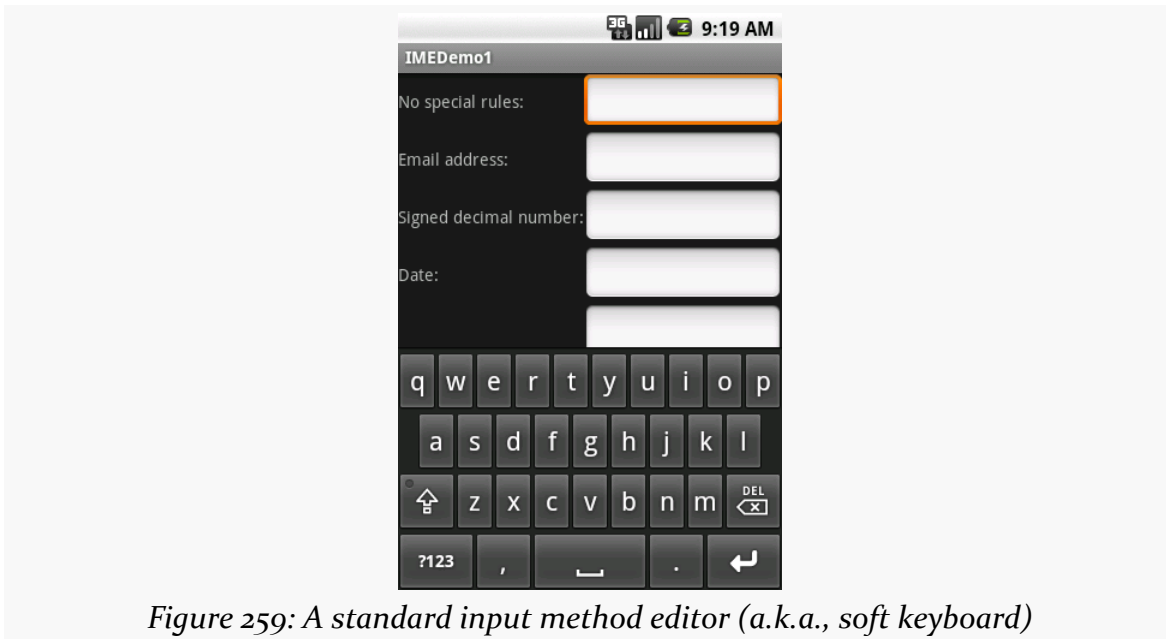 3G 9:19 AM
IMEDemo1
No special rules:
Email address:
Signed decimal number:
Date:
q w e r t y u i o p
a s d f g h j k l
z x c v b n m DEL
?123 , .
Figure 259: A standard input method editor (a.k.a., soft keyboard)